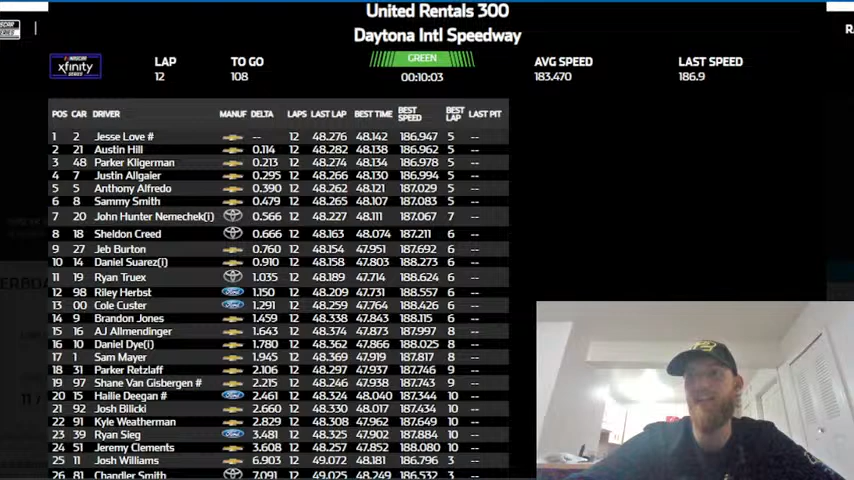 United Rentals 300
Daytona Intl Speedway
NASCAR
xfinity
SERIES
LAP TO GO GREEN AVG SPEED LAST SPEED
12 108 00:10:03 183.470 186.9
POS CAR DRIVER MANUF DELTA LAPS LAST LAP BEST TIME BEST SPEED BEST LAP LAST PIT
1 2 Jesse Love # -- 12 48.276 48.142 186.947 5 --
2 21 Austin Hill 0.114 12 48.282 48.138 186.962 5 --
3 48 Parker Kligerman 0.213 12 48.274 48.134 186.978 5 --
4 7 Justin Allgaier 0.295 12 48.266 48.130 186.994 5 --
5 5 Anthony Alfredo 0.390 12 48.262 48.121 187.029 5 --
6 8 Sammy Smith 0.479 12 48.265 48.107 187.083 5 --
7 20 John Hunter Nemechek(i) 0.566 12 48.227 48.111 187.067 7 --
8 18 Sheldon Creed 0.666 12 48.163 48.074 187.211 6 --
9 27 Jeb Burton 0.760 12 48.154 47.951 187.692 6 --
10 14 Daniel Suarez(i) 0.910 12 48.158 47.803 188.273 6 --
11 19 Ryan Truex 1.035 12 48.189 47.714 188.624 6 --
12 98 Riley Herbst Ford 1.150 12 48.209 47.731 188.557 6 --
13 00 Cole Custer Ford 1.291 12 48.259 47.764 188.426 6 --
14 9 Brandon Jones 1.459 12 48.338 47.843 188.115 6 --
15 16 AJ Allmendinger 1.643 12 48.374 47.873 187.997 8 --
16 10 Daniel Dye(i) 1.780 12 48.362 47.866 188.025 8 --
17 1 Sam Mayer 1.945 12 48.369 47.919 187.817 8 --
18 31 Parker Retzlaff 2.106 12 48.297 47.937 187.746 9 --
19 97 Shane Van Gisbergen # 2.215 12 48.246 47.938 187.743 9 --
20 15 Hailie Deegan # Ford 2.461 12 48.324 48.040 187.344 10 --
21 92 Josh Bilicki 2.660 12 48.330 48.017 187.434 10 --
22 91 Kyle Weatherman 2.829 12 48.308 47.962 187.649 10 --
23 39 Ryan Sieg Ford 3.481 12 48.325 47.902 187.884 10 --
24 51 Jeremy Clements 3.608 12 48.257 47.852 188.080 10 --
25 11 Josh Williams 6.903 12 49.072 48.181 186.796 3 --
26 81 Chandler Smith 7.091 12 49.025 48.249 186.532 3 --